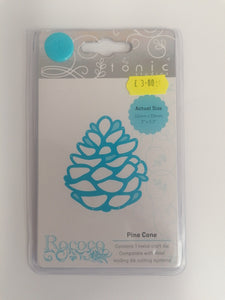 tonic
£3.00
Actual Size
Rococo
Pine Cone
Contains 1 metal craft die
Compatible with most
leading die cutting systems